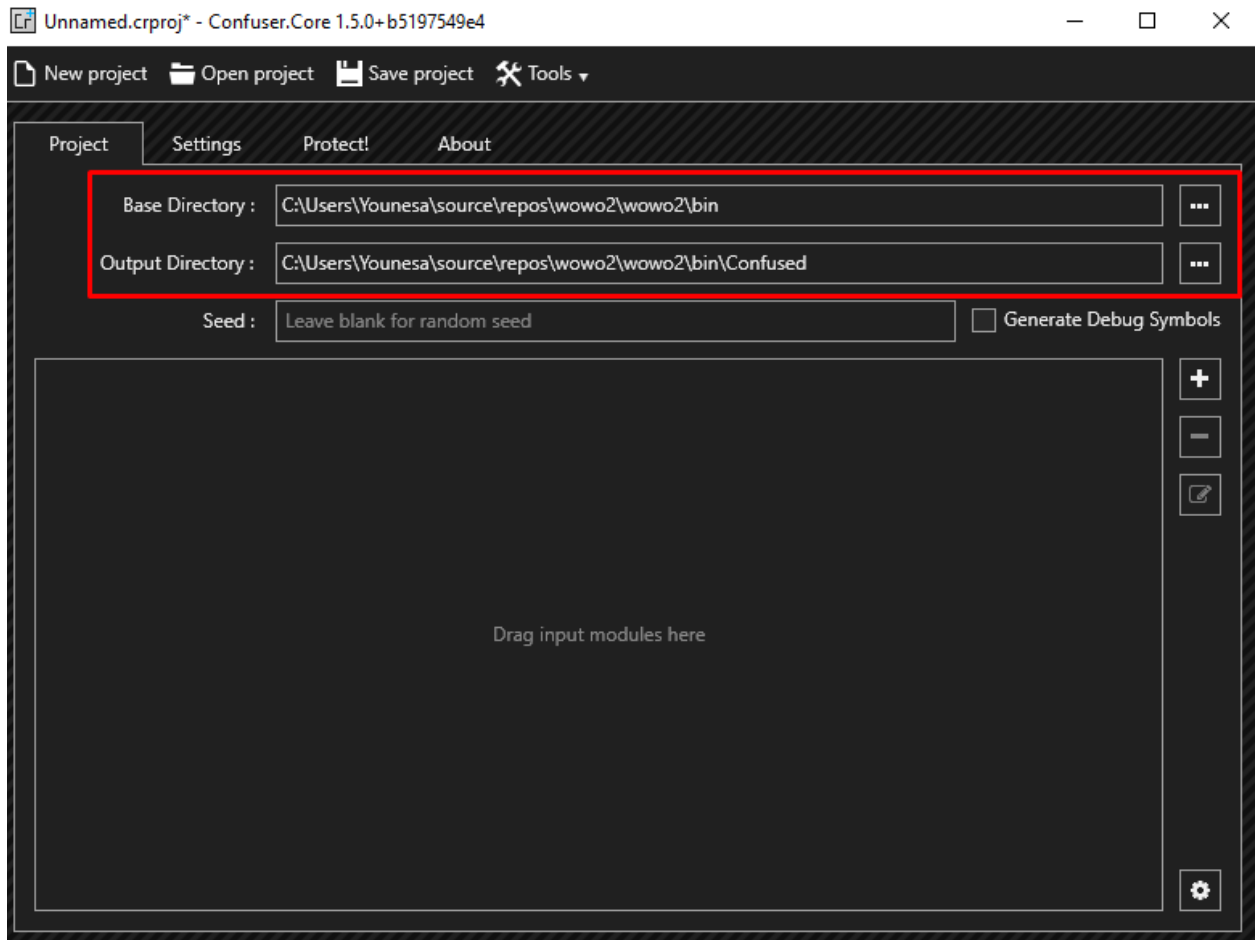 Unnamed.crproj* - Confuser.Core 1.5.0+b5197549e4
New project Open project Save project Tools
Project Settings Protect! About
Base Directory : C:\Users\Younesa\source\repos\wowo2\wowo2\bin ...
Output Directory : C:\Users\Younesa\source\repos\wowo2\wowo2\bin\Confused ...
Seed : Leave blank for random seed Generate Debug Symbols
Drag input modules here